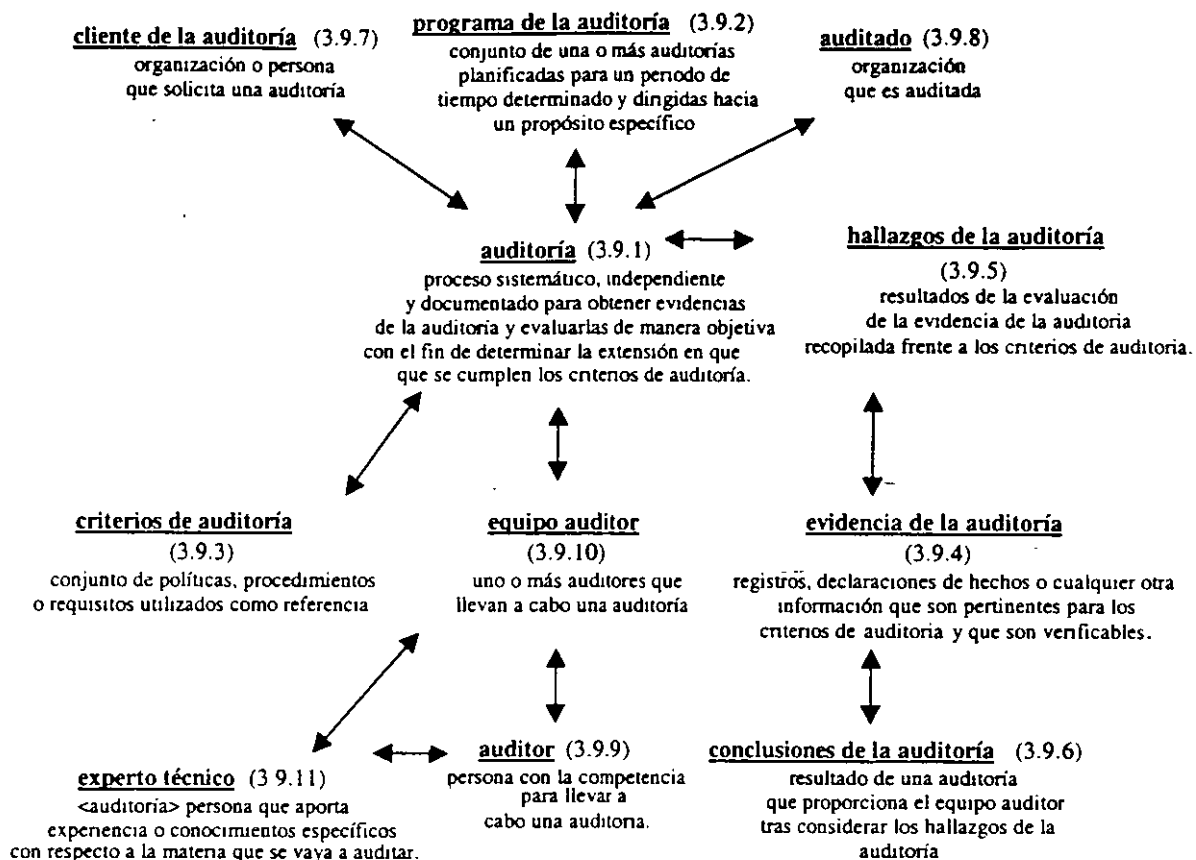 cliente de la auditoría (3.9.7)
organización o persona
que solicita una auditoría
programa de la auditoría (3.9.2)
conjunto de una o más auditorías
planificadas para un periodo de
tiempo determinado y dirigidas hacia
un propósito específico
auditado (3.9.8)
organización
que es auditada
auditoría (3.9.1)
proceso sistemático, independiente
y documentado para obtener evidencias
de la auditoría y evaluarlas de manera objetiva
con el fin de determinar la extensión en que
que se cumplen los criterios de auditoría.
hallazgos de la auditoría
(3.9.5)
resultados de la evaluación
de la evidencia de la auditoria
recopilada frente a los criterios de auditoria.
criterios de auditoría
(3.9.3)
conjunto de políticas, procedimientos
o requisitos utilizados como referencia
equipo auditor
(3.9.10)
uno o más auditores que
llevan a cabo una auditoría
evidencia de la auditoría
(3.9.4)
registros, declaraciones de hechos o cualquier otra
información que son pertinentes para los
criterios de auditoria y que son verificables.
experto técnico (3 9.11)
<auditoría> persona que aporta
experiencia o conocimientos específicos
con respecto a la materia que se vaya a auditar.
auditor (3.9.9)
persona con la competencia
para llevar a
cabo una auditoria.
conclusiones de la auditoría (3.9.6)
resultado de una auditoría
que proporciona el equipo auditor
tras considerar los hallazgos de la
auditoría